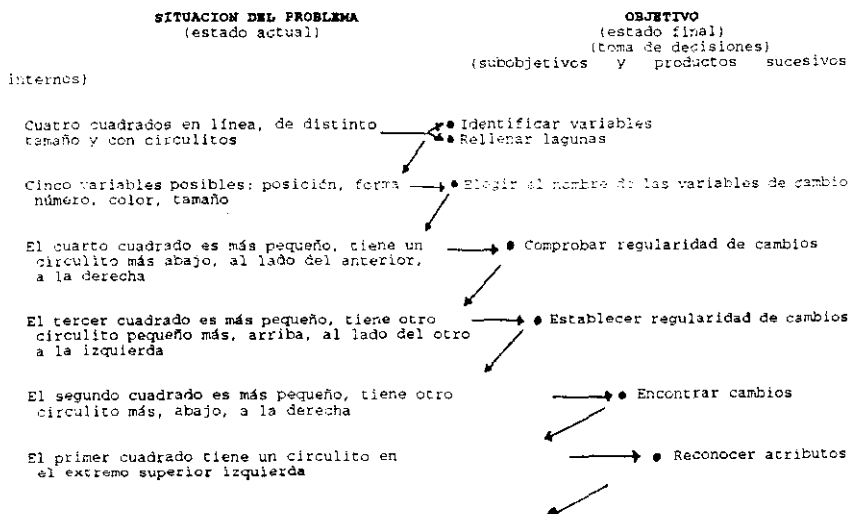 SITUACION DEL PROBLEMA OBJETIVO
(estado actual) (estado final)
(toma de decisiones)
(subobjetivos y productos sucesivos
internos)
Cuatro cuadrados en línea, de distinto • Identificar variables
tamaño y con circulitos • Rellenar lagunas
Cinco variables posibles: posición, forma • Elegir el nombre de las variables de cambio
número, color, tamaño
El cuarto cuadrado es más pequeño, tiene un • Comprobar regularidad de cambios
circulito más abajo, al lado del anterior,
a la derecha
El tercer cuadrado es más pequeño, tiene otro • Establecer regularidad de cambios
circulito pequeño más, arriba, al lado del otro
a la izquierda
El segundo cuadrado es más pequeño, tiene otro • Encontrar cambios
circulito más, abajo, a la derecha
El primer cuadrado tiene un circulito en • Reconocer atributos
el extremo superior izquierda